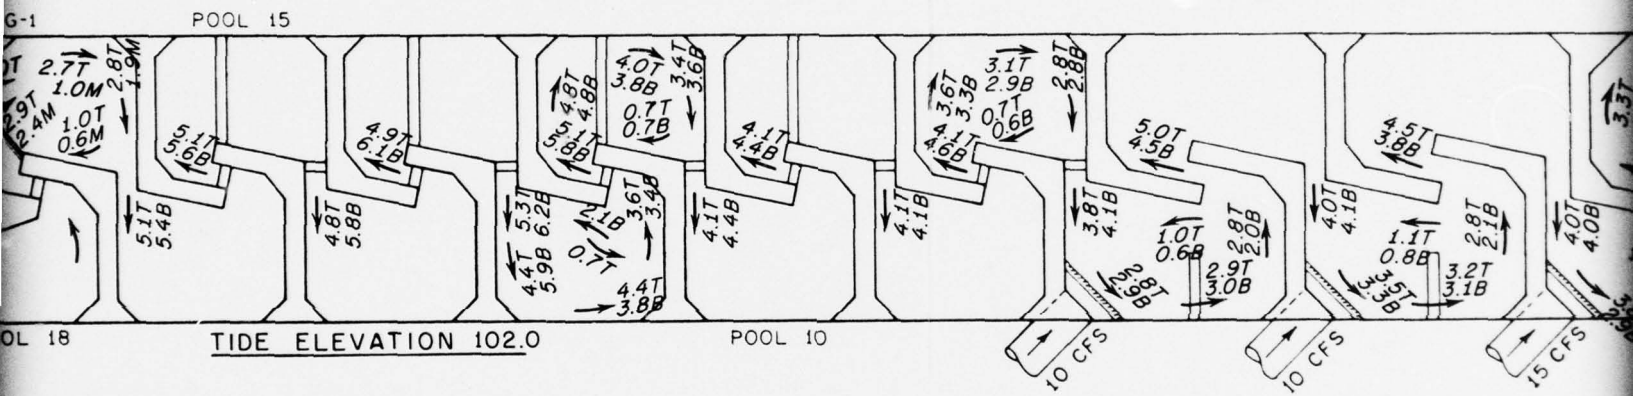 G-1
POOL 15
2.7T
1.0M
2.8T
1.9M
2.9T
2.4M
1.0T
0.6M
5.1T
5.6B
4.9T
6.1B
4.8T
4.8B
5.1T
5.8B
4.0T
3.8B
0.7T
0.7B
3.4T
3.6B
4.1T
4.4B
3.6T
3.3B
3.1T
2.9B
0.7T
0.6B
4.1T
4.6B
2.8T
2.8B
5.0T
4.5B
4.5T
3.8B
3.3T
5.1T
5.4B
4.8T
5.8B
5.3T
6.2B
4.4T
5.9B
2.1B
0.7T
3.6T
3.4B
4.4T
3.8B
4.1T
4.4B
4.1T
4.1B
3.8T
4.1B
2.8T
2.9B
1.0T
0.6B
2.8T
2.0B
2.9T
3.0B
4.0T
4.1B
3.5T
3.3B
1.1T
0.8B
2.8T
2.1B
3.2T
3.1B
4.0T
4.0B
OL 18
TIDE ELEVATION 102.0
POOL 10
10 CFS
10 CFS
15 CFS